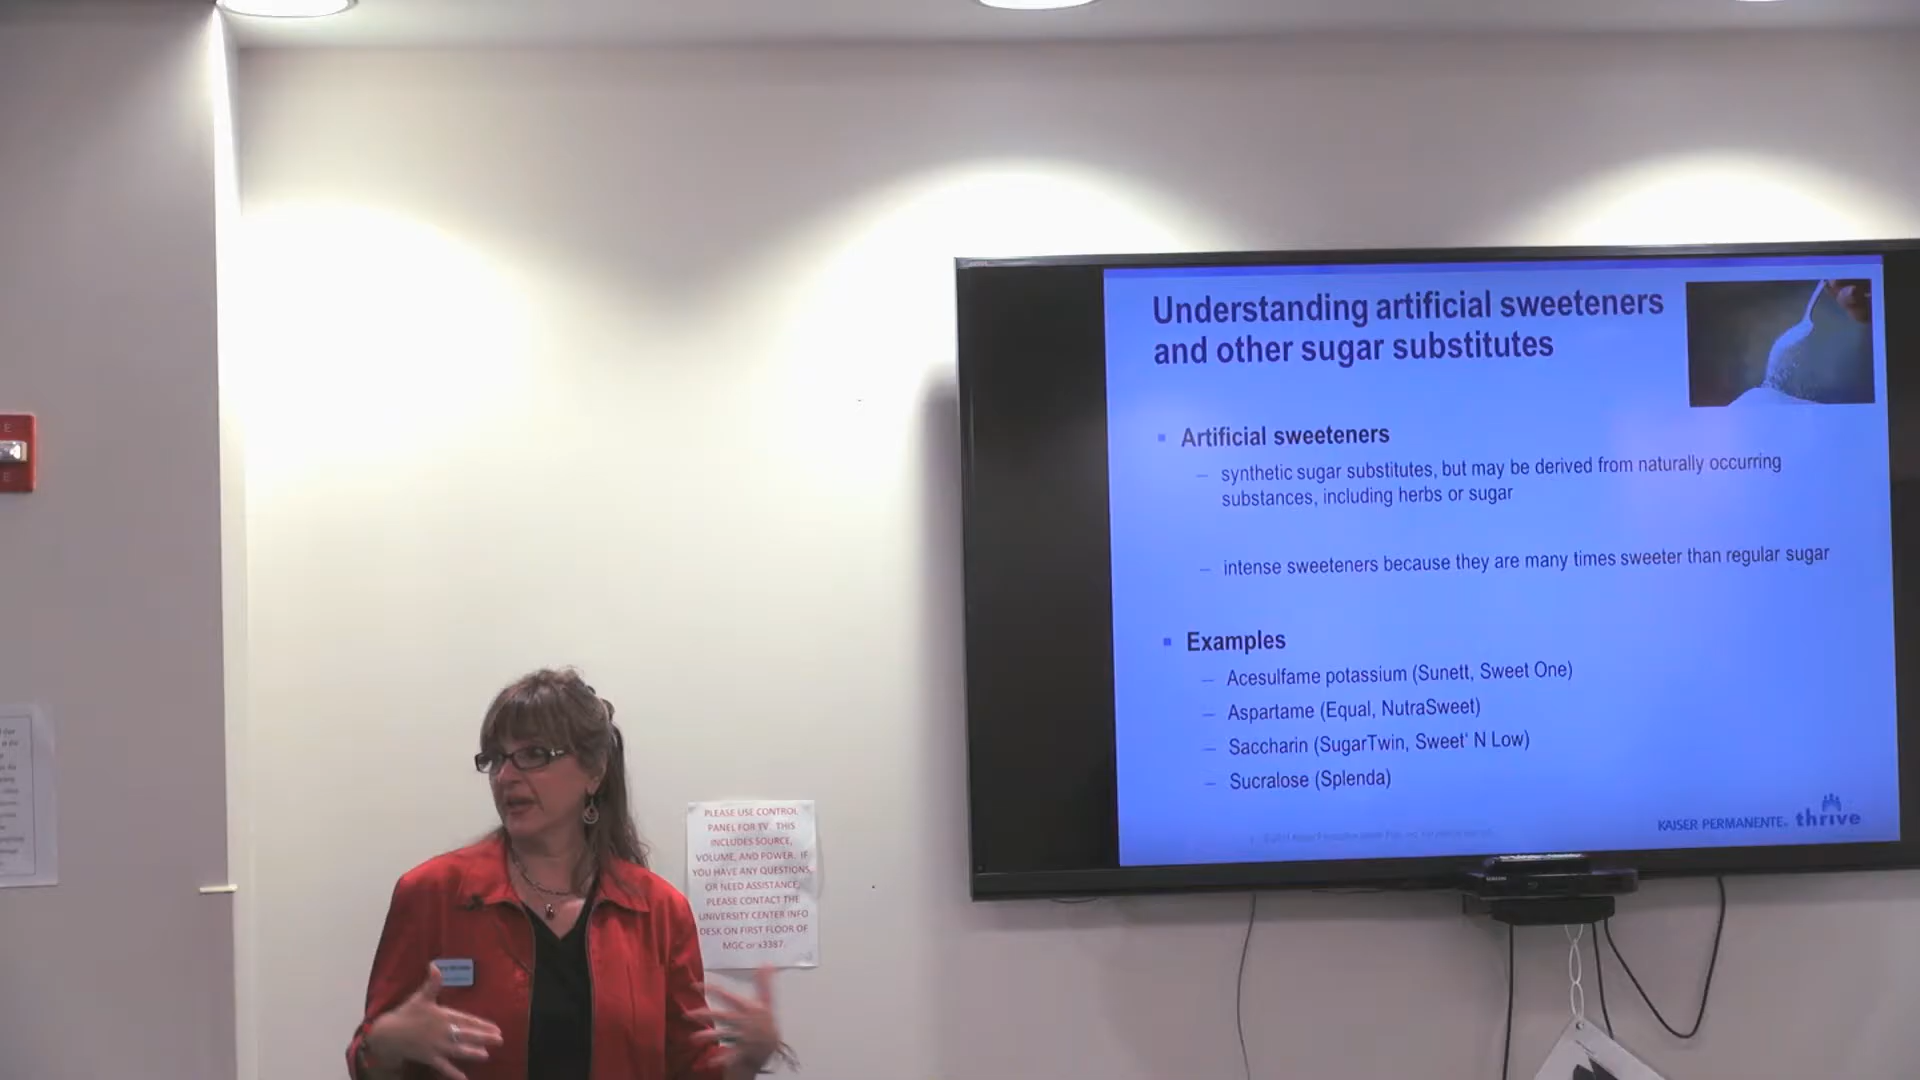 Understanding artificial sweeteners
and other sugar substitutes
Artificial sweeteners
– synthetic sugar substitutes, but may be derived from naturally occurring
substances, including herbs or sugar
– intense sweeteners because they are many times sweeter than regular sugar
Examples
– Acesulfame potassium (Sunett, Sweet One)
– Aspartame (Equal, NutraSweet)
– Saccharin (SugarTwin, Sweet' N Low)
– Sucralose (Splenda)
KAISER PERMANENTE. thrive
PLEASE USE CONTROL
PANEL FOR TV. THIS
INCLUDES SOURCE,
VOLUME, AND POWER. IF
YOU HAVE ANY QUESTIONS,
OR NEED ASSISTANCE,
PLEASE CONTACT THE
UNIVERSITY CENTER INFO
DESK ON FIRST FLOOR OF
MGC or x3387.